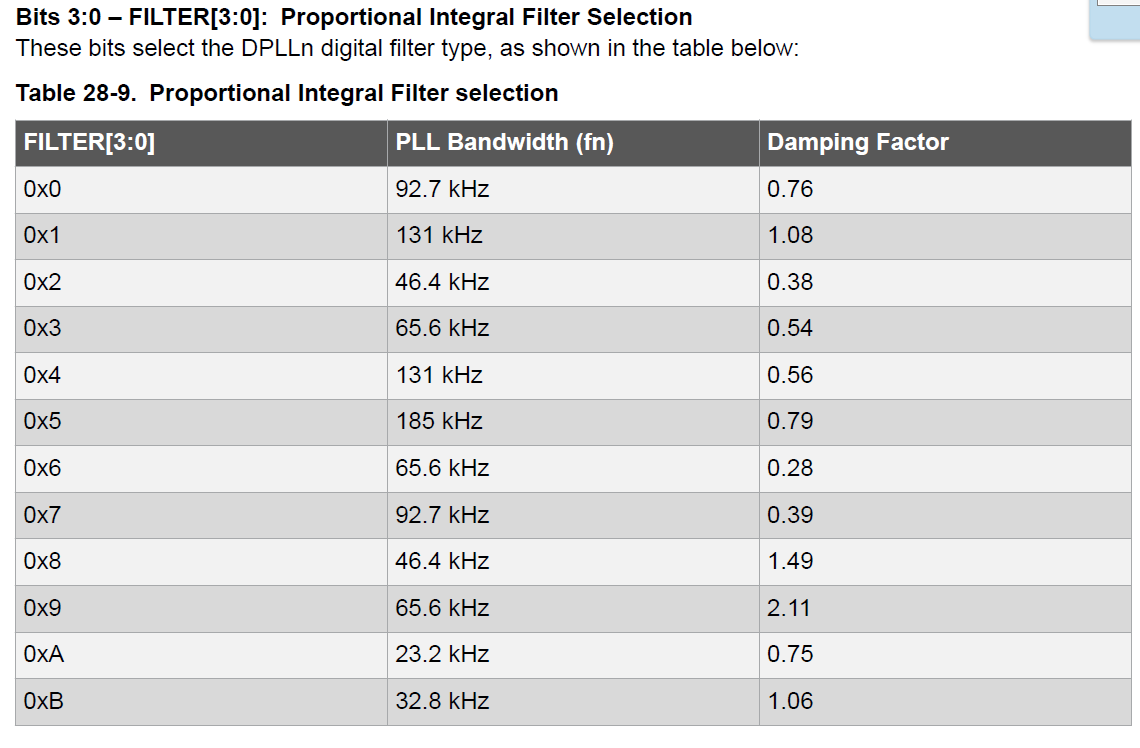 Bits 3:0 – FILTER[3:0]: Proportional Integral Filter Selection
These bits select the DPLLn digital filter type, as shown in the table below:
Table 28-9. Proportional Integral Filter selection
FILTER[3:0] PLL Bandwidth (fn) Damping Factor
0x0 92.7 kHz 0.76
0x1 131 kHz 1.08
0x2 46.4 kHz 0.38
0x3 65.6 kHz 0.54
0x4 131 kHz 0.56
0x5 185 kHz 0.79
0x6 65.6 kHz 0.28
0x7 92.7 kHz 0.39
0x8 46.4 kHz 1.49
0x9 65.6 kHz 2.11
0xA 23.2 kHz 0.75
0xB 32.8 kHz 1.06